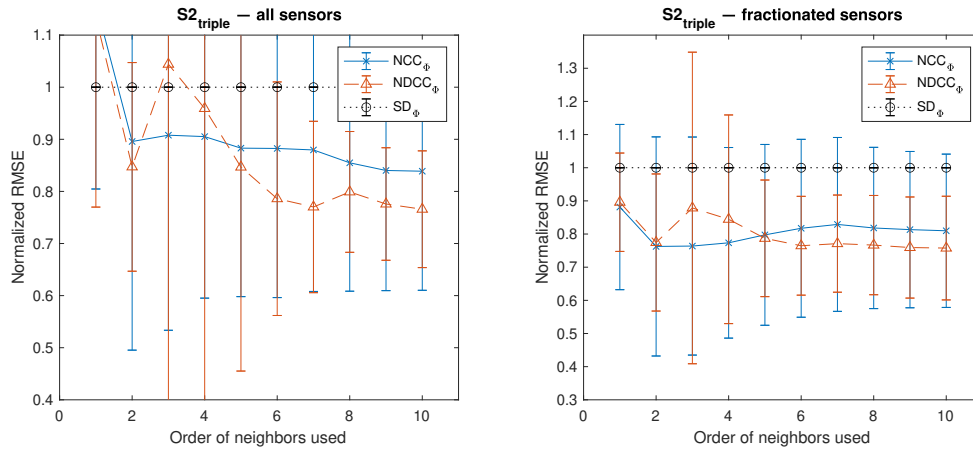 S2triple — all sensors
Normalized RMSE
1.1
1
0.9
0.8
0.7
0.6
0.5
0.4
0
2
4
6
8
10
Order of neighbors used
NCCΦ
NDCCΦ
SDΦ
S2triple — fractionated sensors
Normalized RMSE
1.3
1.2
1.1
1
0.9
0.8
0.7
0.6
0.5
0.4
0.3
0
2
4
6
8
10
Order of neighbors used
NCCΦ
NDCCΦ
SDΦ